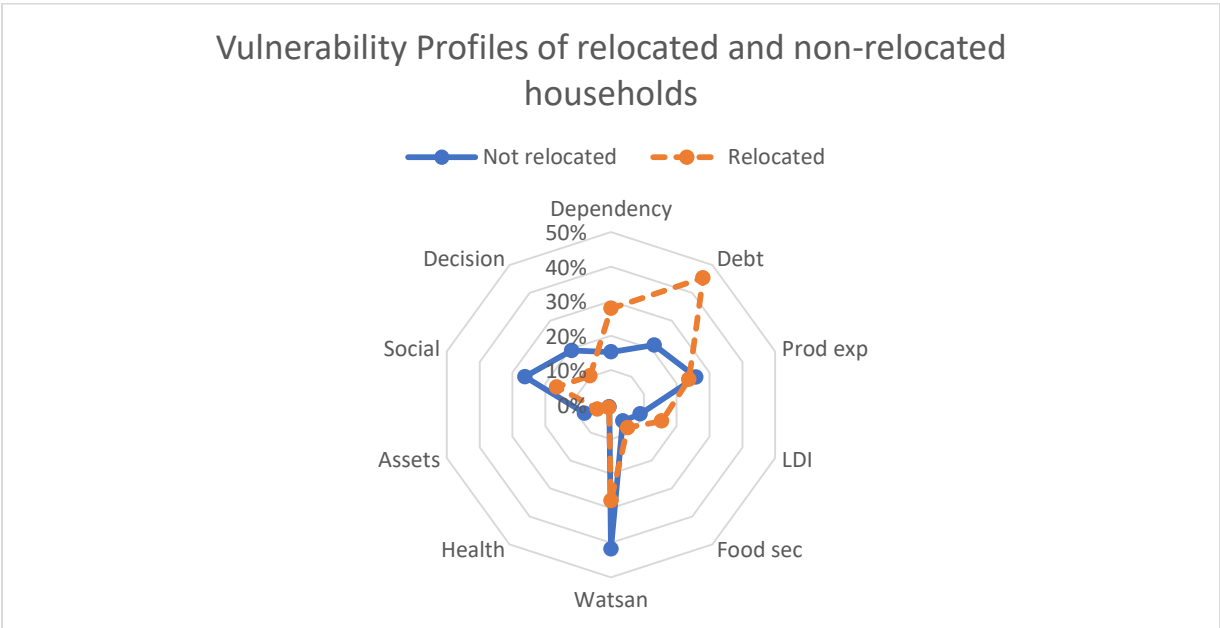 Vulnerability Profiles of relocated and non-relocated
households
Not relocated
Relocated
Dependency
50%
Decision
Debt
40%
30%
Social
20%
Prod exp
10%
0%
Assets
LDI
Health
Food sec
Watsan